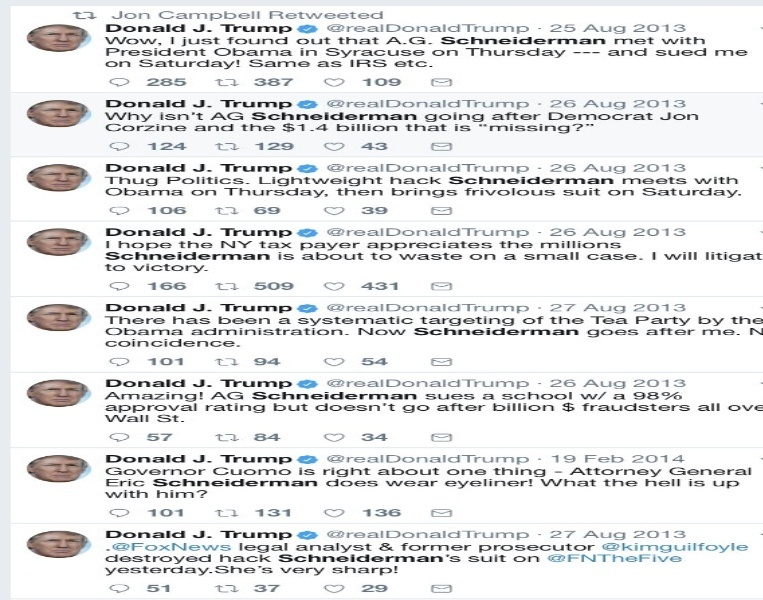 Jon Campbell Retweeted
Donald J. Trump @realDonaldTrump · 25 Aug 2013
Wow, I just found out that A.G. Schneiderman met with
President Obama in Syracuse on Thursday --- and sued me
on Saturday! Same as IRS etc.
285 387 109
Donald J. Trump @realDonaldTrump · 26 Aug 2013
Why isn't AG Schneiderman going after Democrat Jon
Corzine and the $1.4 billion that is "missing?"
124 129 43
Donald J. Trump @realDonaldTrump · 26 Aug 2013
Thug Politics. Lightweight hack Schneiderman meets with
Obama on Thursday, then brings frivolous suit on Saturday.
106 69 39
Donald J. Trump @realDonaldTrump · 26 Aug 2013
I hope the NY tax payer appreciates the millions
Schneiderman is about to waste on a small case. I will litigat
to victory.
166 509 431
Donald J. Trump @realDonaldTrump · 27 Aug 2013
There has been a systematic targeting of the Tea Party by the
Obama administration. Now Schneiderman goes after me. N
coincidence.
101 94 54
Donald J. Trump @realDonaldTrump · 26 Aug 2013
Amazing! AG Schneiderman sues a school w/ a 98%
approval rating but doesn't go after billion $ fraudsters all ove
Wall St.
57 84 34
Donald J. Trump @realDonaldTrump · 19 Feb 2014
Governor Cuomo is right about one thing - Attorney General
Eric Schneiderman does wear eyeliner! What the hell is up
with him?
101 131 136
Donald J. Trump @realDonaldTrump · 27 Aug 2013
.@FoxNews legal analyst & former prosecutor @kimguilfoyle
destroyed hack Schneiderman's suit on @FNTheFive
yesterday.She's very sharp!
51 37 29